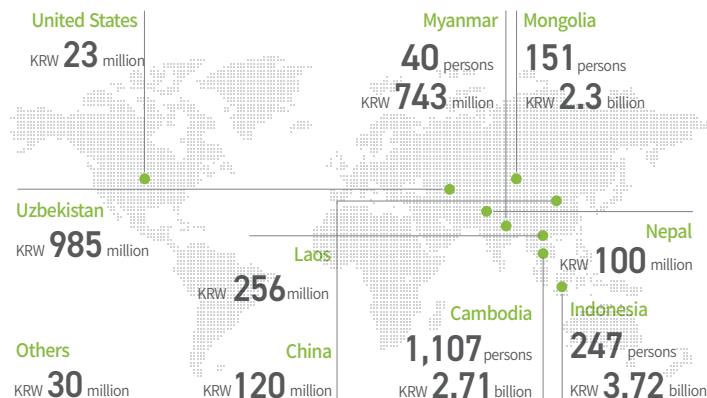 United States
KRW 23 million
Myanmar
40 persons
KRW 743 million
Mongolia
151 persons
KRW 2.3 billion
Uzbekistan
KRW 985 million
Laos
KRW 256 million
Nepal
KRW 100 million
Others
KRW 30 million
China
KRW 120 million
Cambodia
1,107 persons
KRW 2.71 billion
Indonesia
247 persons
KRW 3.72 billion